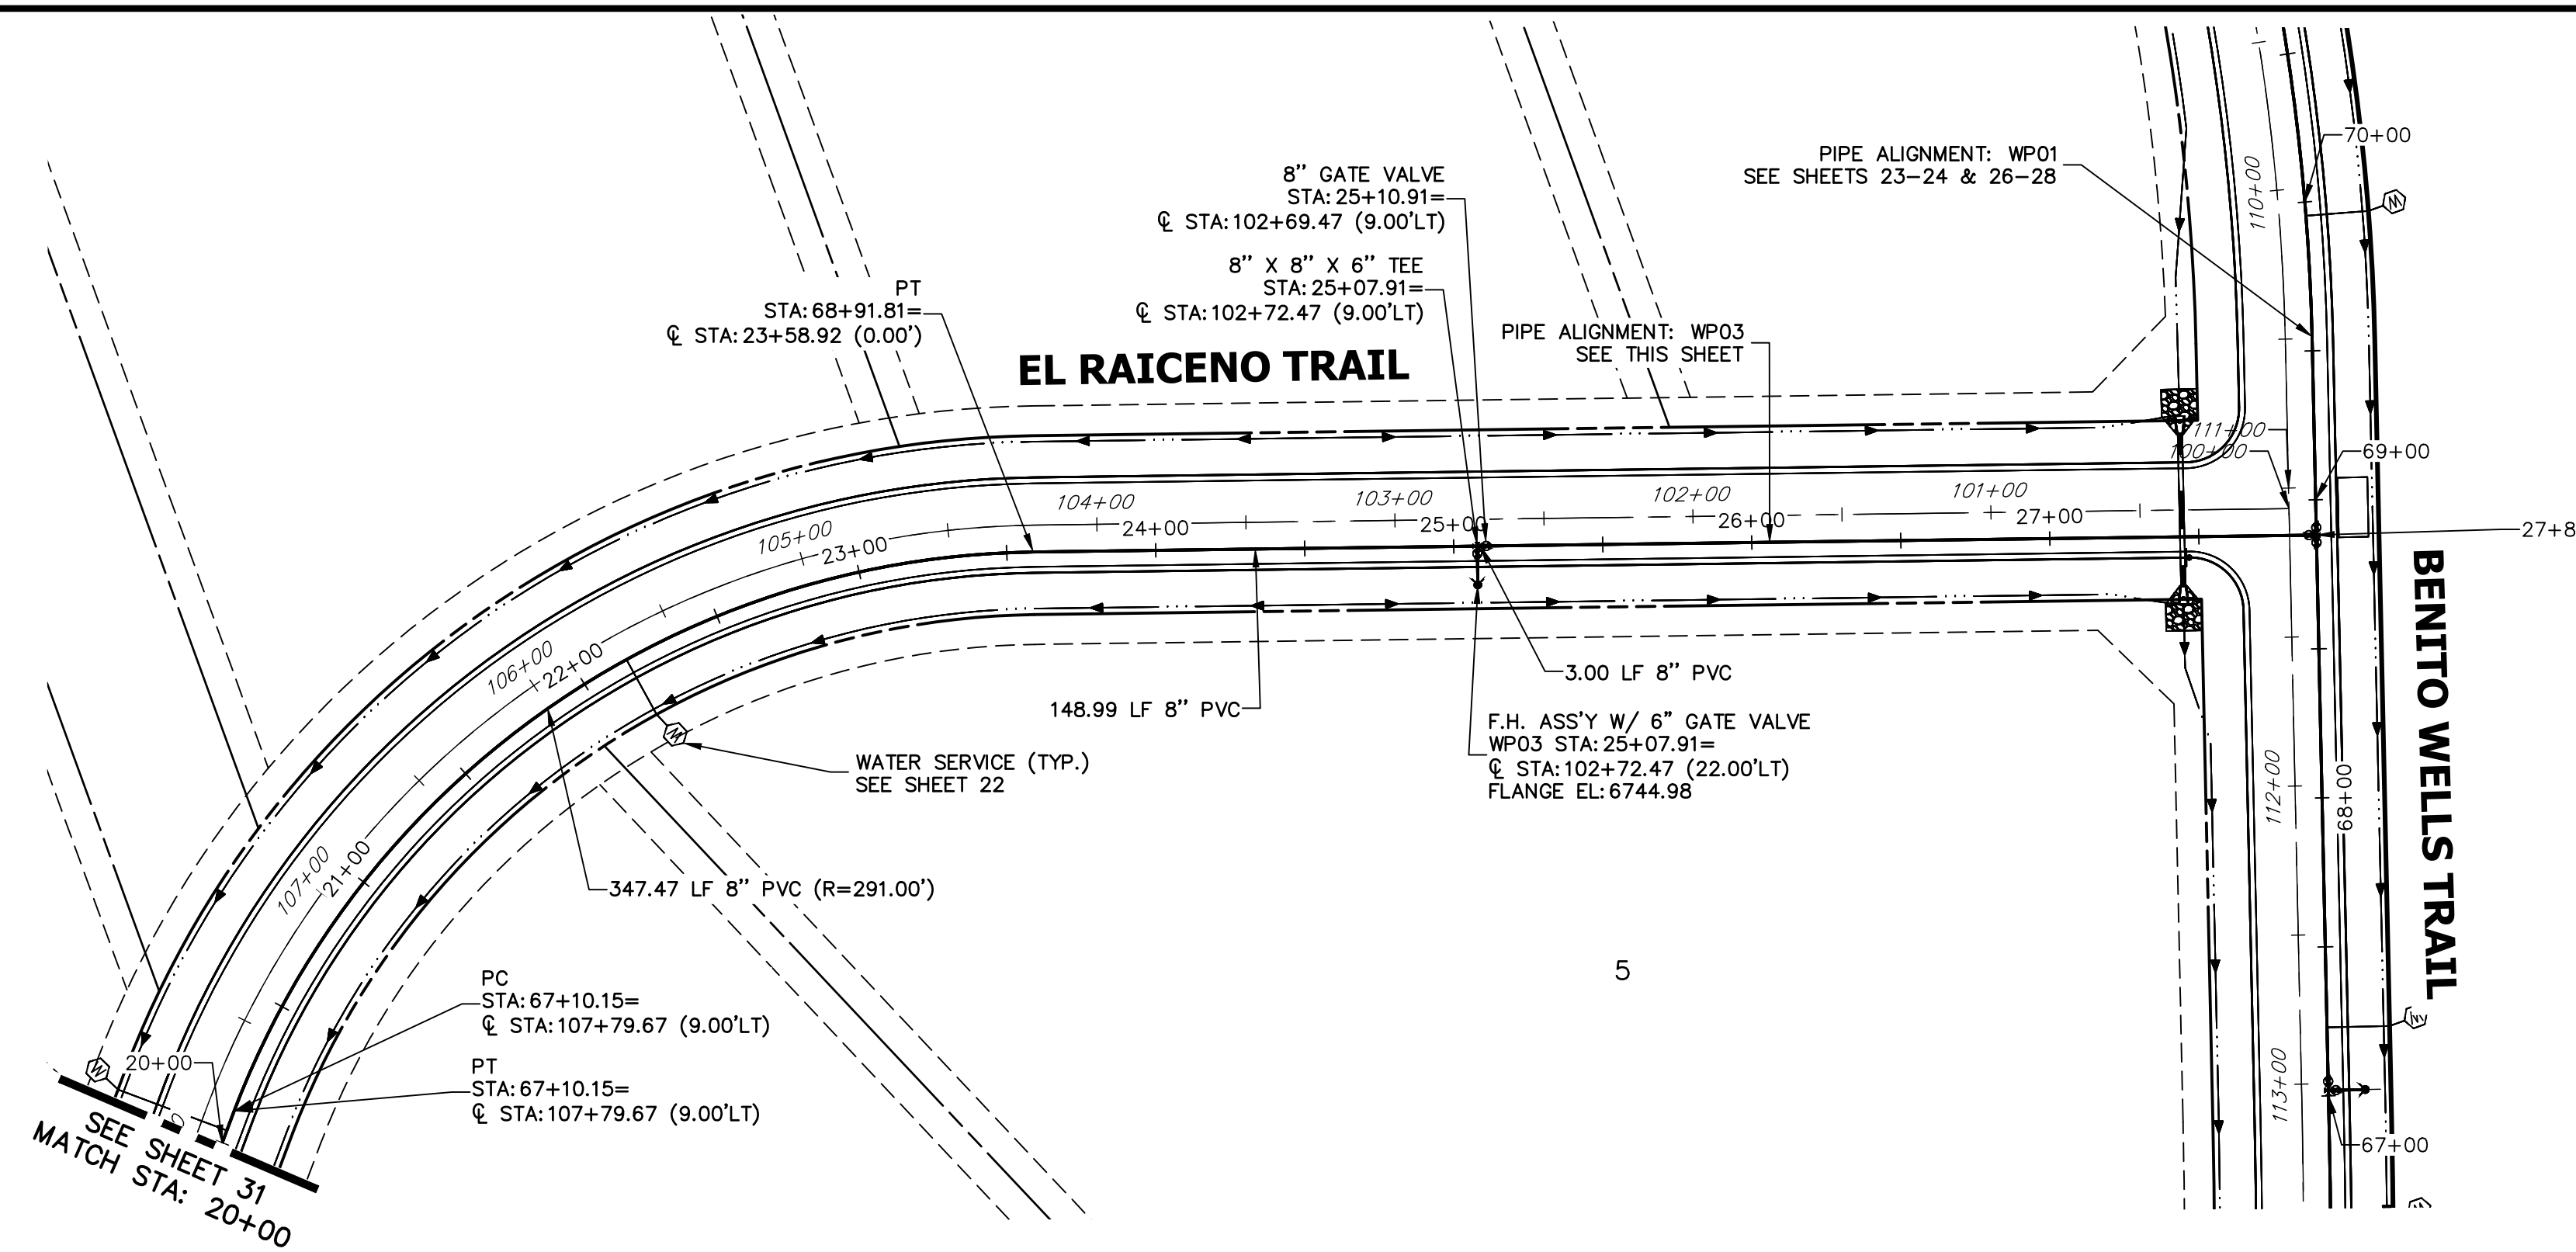 70+00
PIPE ALIGNMENT: WP01
SEE SHEETS 23-24 & 26-28
110+00
8" GATE VALVE
STA:25+10.91=
℄ STA:102+69.47 (9.00'LT)
8" X 8" X 6" TEE
STA:25+07.91=
℄ STA:102+72.47 (9.00'LT)
PT
STA:68+91.81=
℄ STA:23+58.92 (0.00')
PIPE ALIGNMENT: WP03
SEE THIS SHEET
EL RAICENO TRAIL
111+00
100+00
69+00
104+00
103+00
102+00
101+00
105+00
24+00
25+00
26+00
27+00
23+00
27+8
106+00
22+00
BENITO WELLS TRAIL
3.00 LF 8" PVC
148.99 LF 8" PVC
F.H. ASS'Y W/ 6" GATE VALVE
WP03 STA:25+07.91=
℄ STA:102+72.47 (22.00'LT)
FLANGE EL:6744.98
W
WATER SERVICE (TYP.)
SEE SHEET 22
112+00
68+00
107+00
21+00
347.47 LF 8" PVC (R=291.00')
5
PC
STA:67+10.15=
℄ STA:107+79.67 (9.00'LT)
PT
STA:67+10.15=
℄ STA:107+79.67 (9.00'LT)
20+00
W
W
113+00
67+00
SEE SHEET 31
MATCH STA: 20+00